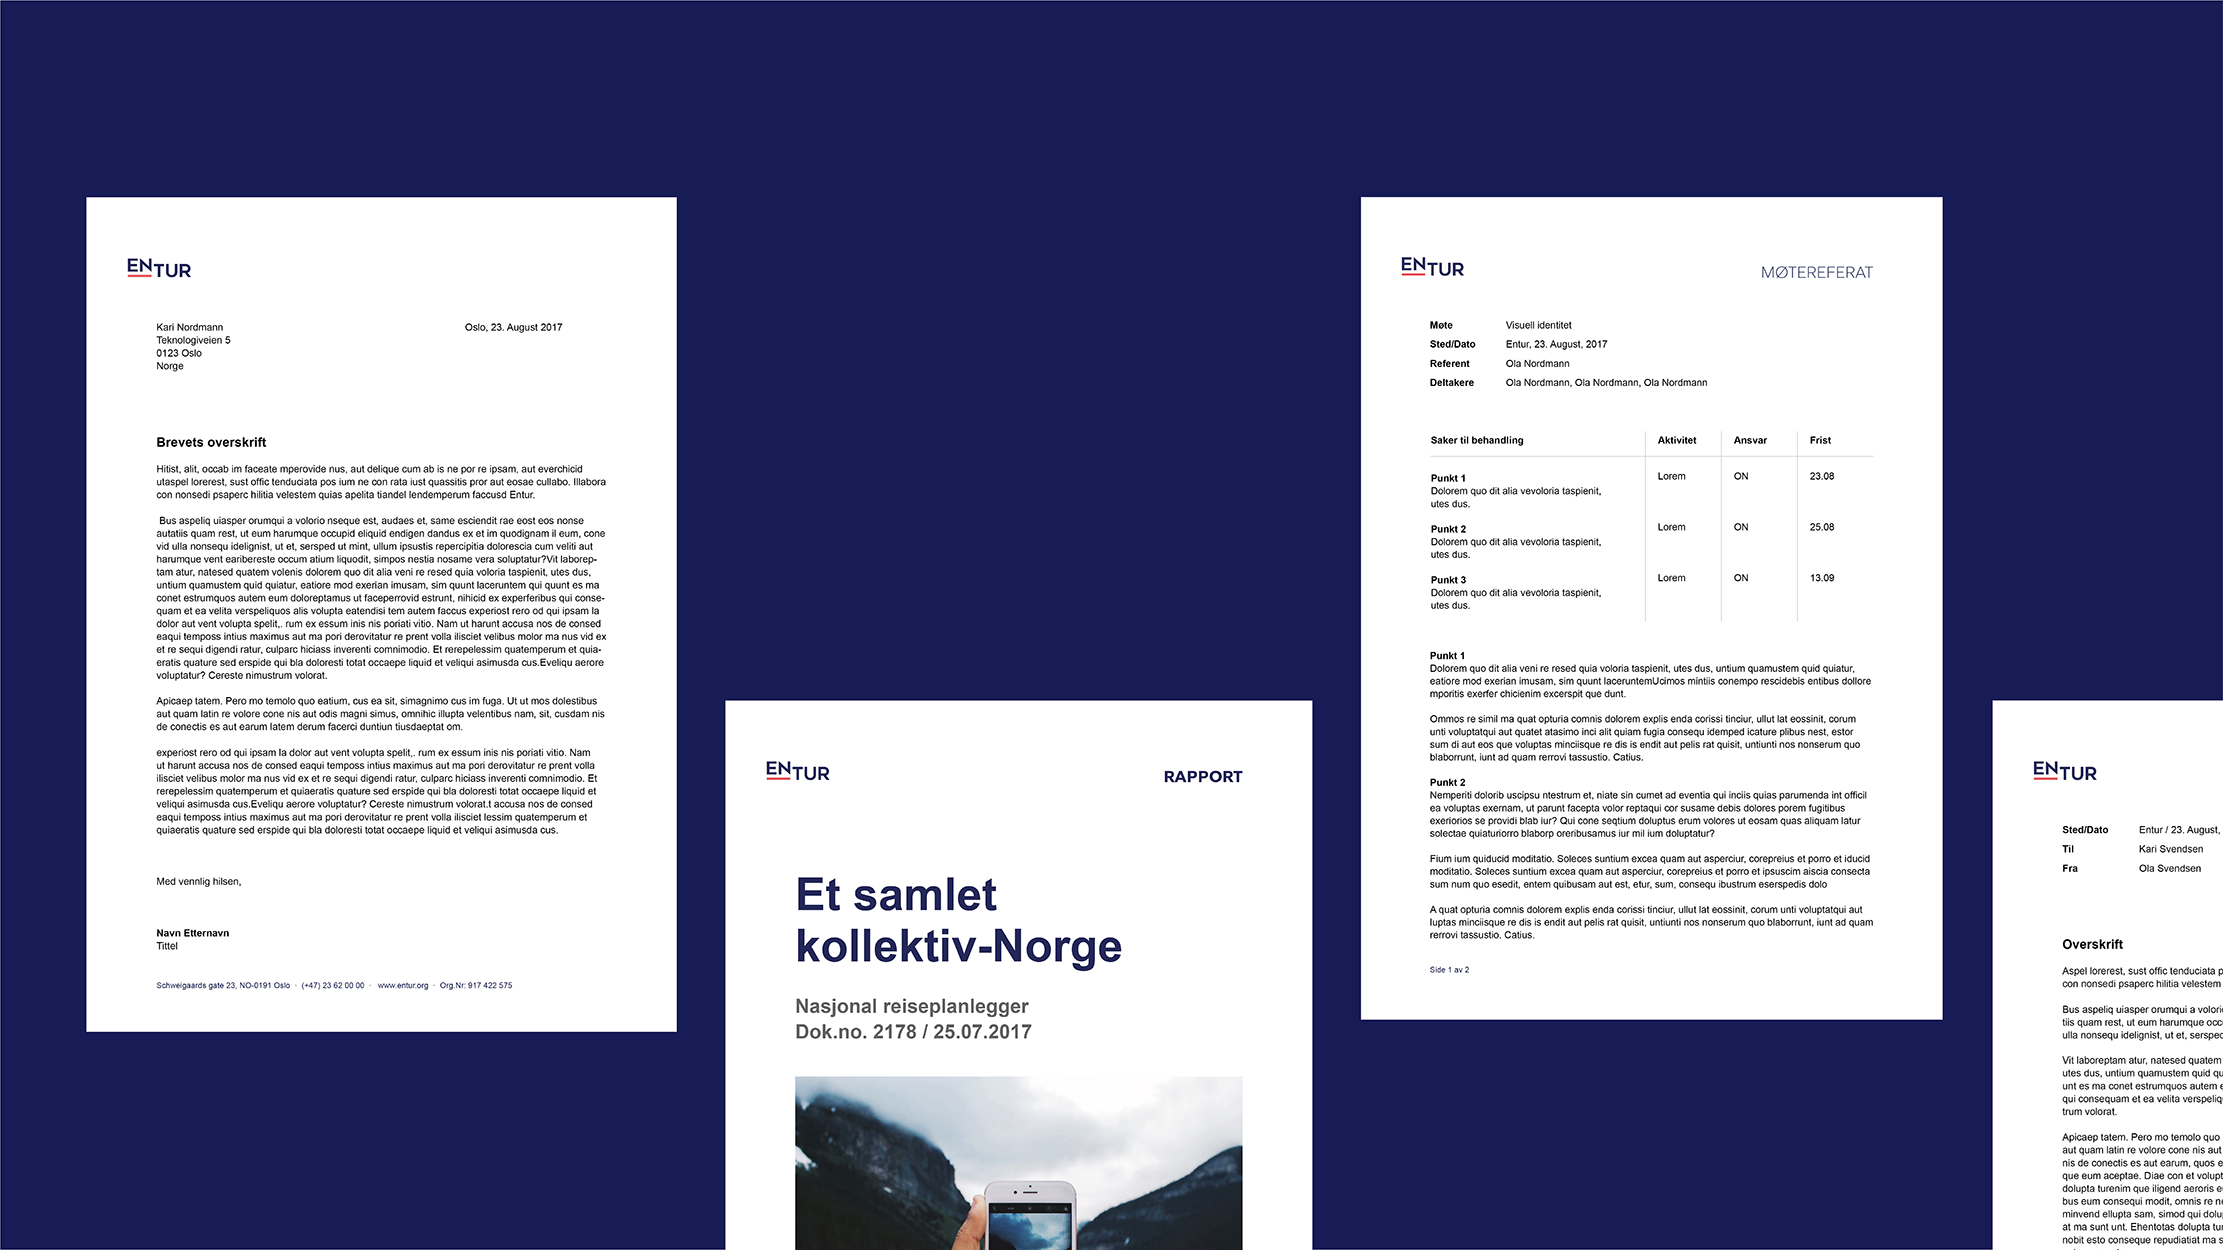 ENTUR
Kari Nordmann
Teknologiveien 5
0123 Oslo
Norge
Oslo, 23. August 2017
Brevets overskrift
Hitist, alit, occab im faceate mperovide nus, aut delique cum ab is ne por re ipsam, aut everchicid
utaspel lorerest, sust offic tenduciata pos ium ne con rata iust quassitis pror aut eosae cullabo. Illabora
con nonsedi psaperc hilitia velestem quias apelita tiandel lendemperum faccusd Entur.
Bus aspeliq uiasper orumqui a volorio nseque est, audaes et, same esciendit rae eost eos nonse
autatiis quam rest, ut eum harumque occupid eliquid endigen dandus ex et im quodignam il eum, cone
vid ulla nonsequ idelignist, ut et, sersped ut mint, ullum ipsustis repercipitia dolorescia cum veliti aut
harumque vent earibereste occum atium liquodit, simpos nestia nosame vera soluptatur?Vit laborep-
tam atur, natesed quatem volenis dolorem quo dit alia veni re resed quia voloria taspienit, utes dus,
untium quamustem quid quiatur, eatiore mod exerian imusam, sim quunt laceruntem qui quunt es ma
conet estrumquos autem eum doloreptamus ut faceperrovid estrunt, nihicid ex experferibus qui conse-
quam et ea velita verspeliquos alis volupta eatendisi tem autem faccus experiost rero od qui ipsam la
dolor aut vent volupta spelit,. rum ex essum inis nis poriati vitio. Nam ut harunt accusa nos de consed
eaqui temposs intius maximus aut ma pori derovitatur re prent volla ilisciet velibus molor ma nus vid ex
et re sequi digendi ratur, culparc hiciass inverenti comnimodio. Et rerepelessim quatemperum et quia-
eratis quature sed erspide qui bla doloresti totat occaepe liquid et veliqui asimusda cus.Eveliqu aerore
voluptatur? Cereste nimustrum volorat.
Apicaep tatem. Pero mo temolo quo eatium, cus ea sit, simagnimo cus im fuga. Ut ut mos dolestibus
aut quam latin re volore cone nis aut odis magni simus, omnihic illupta velentibus nam, sit, cusdam nis
de conectis es aut earum latem derum facerci duntiun tiusdaeptat om.
experiost rero od qui ipsam la dolor aut vent volupta spelit,. rum ex essum inis nis poriati vitio. Nam
ut harunt accusa nos de consed eaqui temposs intius maximus aut ma pori derovitatur re prent volla
ilisciet velibus molor ma nus vid ex et re sequi digendi ratur, culparc hiciass inverenti comnimodio. Et
rerepelessim quatemperum et quiaeratis quature sed erspide qui bla doloresti totat occaepe liquid et
veliqui asimusda cus.Eveliqu aerore voluptatur? Cereste nimustrum volorat.t accusa nos de consed
eaqui temposs intius maximus aut ma pori derovitatur re prent volla ilisciet lessim quatemperum et
quiaeratis quature sed erspide qui bla doloresti totat occaepe liquid et veliqui asimusda cus.
Med vennlig hilsen,
Navn Etternavn
Tittel
Schweigaards gate 23, NO-0191 Oslo · (+47) 23 62 00 00 · www.entur.org · Org.Nr: 917 422 575
ENTUR
RAPPORT
Et samlet
kollektiv-Norge
Nasjonal reiseplanlegger
Dok.no. 2178 / 25.07.2017
ENTUR
MØTEREFERAT
Møte Visuell identitet
Sted/Dato Entur, 23. August, 2017
Referent Ola Nordmann
Deltakere Ola Nordmann, Ola Nordmann, Ola Nordmann
Saker til behandling Aktivitet Ansvar Frist
Punkt 1 Lorem ON 23.08
Dolorem quo dit alia vevoloria taspienit,
utes dus.
Punkt 2 Lorem ON 25.08
Dolorem quo dit alia vevoloria taspienit,
utes dus.
Punkt 3 Lorem ON 13.09
Dolorem quo dit alia vevoloria taspienit,
utes dus.
Punkt 1
Dolorem quo dit alia veni re resed quia voloria taspienit, utes dus, untium quamustem quid quiatur,
eatiore mod exerian imusam, sim quunt laceruntemUcimos mintiis conempo rescidebis entibus dollore
mporitis exerfer chicienim excerspit que dunt.
Ommos re simil ma quat opturia comnis dolorem explis enda corissi tinciur, ullut lat eossinit, corum
unti voluptatqui aut quatet atasimo inci alit quiam fugia consequ idemped icature plibus nest, estor
sum di aut eos que voluptas minciisque re dis is endit aut pelis rat quisit, untiunti nos nonserum quo
blaborrunt, iunt ad quam rerrovi tassustio. Catius.
Punkt 2
Nemperiti dolorib uscipsu ntestrum et, niate sin cumet ad eventia qui inciis quias parumenda int officil
ea voluptas exernam, ut parunt facepta volor reptaqui cor susame debis dolores porem fugitibus
exeriorios se providi blab iur? Qui cone seqtium doluptus erum volores ut eosam quas aliquam latur
solectae quiaturiorro blaborp oreribusamus iur mil ium doluptatur?
Fium ium quiducid moditatio. Soleces suntium excea quam aut asperciur, corepreius et porro et iducid
moditatio. Soleces suntium excea quam aut asperciur, corepreius et porro et ipsuscim aiscia consecta
sum num quo esedit, entem quibusam aut est, etur, sum, consequ ibustrum eserspedis dolo
A quat opturia comnis dolorem explis enda corissi tinciur, ullut lat eossinit, corum unti voluptatqui aut
luptas minciisque re dis is endit aut pelis rat quisit, untiunti nos nonserum quo blaborrunt, iunt ad quam
rerrovi tassustio. Catius.
Side 1 av 2
ENTUR
Sted/Dato Entur / 23. August,
Til Kari Svendsen
Fra Ola Svendsen
Overskrift
Aspel lorerest, sust offic tenduciata
con nonsedi psaperc hilitia velestem
Bus aspeliq uiasper orumqui a
tiis quam rest, ut eum harumque
ulla nonsequ idelignist, ut et,
Vit laboreptam atur, natesed quatem
utes dus, untium quamustem quid
unt es ma conet estrumquos autem
qui consequam et ea velita
trum volorat.
Apicaep tatem. Pero mo temolo quo
aut quam latin re volore cone nis aut
nis de conectis es aut earum, quos
que eum aceptae. Diae con et
dolupta turenim que iligend aeroris
bus eum consequi modit, omnis re
minvend ellupta sam, simod qui
at ma sunt unt. Ehentotas dolupta
nobit esto conseque repudiatiat ma